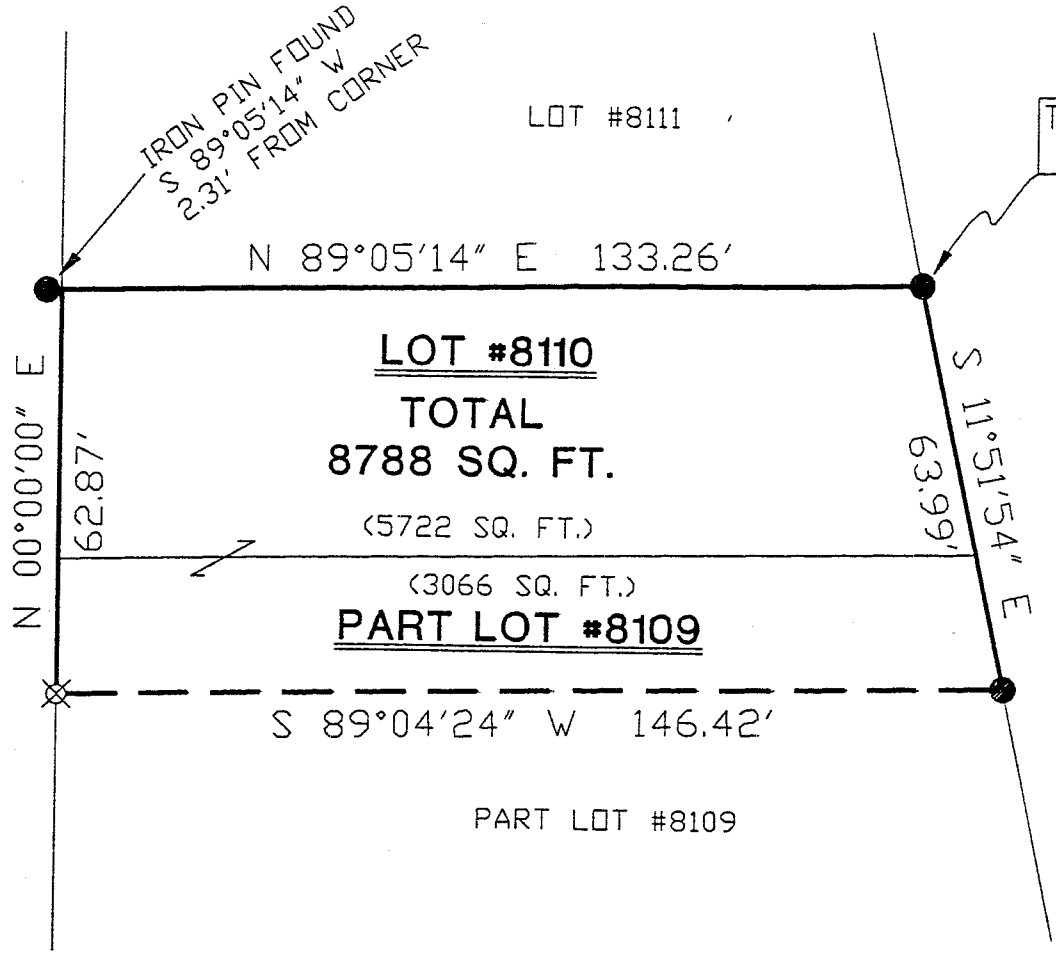 IRON PIN FOUND
S 89°05'14" W
2.31' FROM CORNER
LOT #8111
T
N 89°05'14" E 133.26'
LOT #8110
TOTAL
8788 SQ. FT.
(5722 SQ. FT.)
(3066 SQ. FT.)
PART LOT #8109
N 00°00'00" E
62.87'
63.99'
S 11°51'54" E
S 89°04'24" W 146.42'
PART LOT #8109